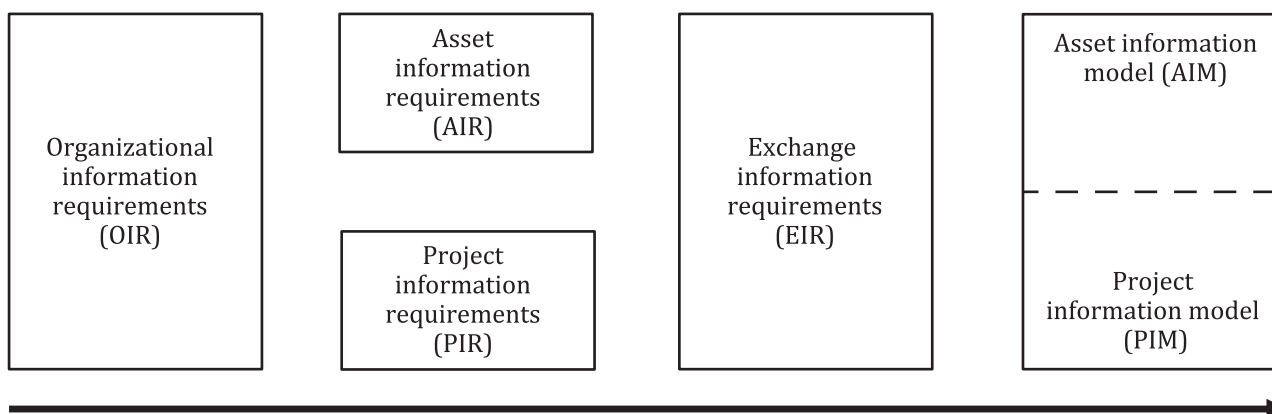 Organizational
information
requirements
(OIR)
Asset
information
requirements
(AIR)
Project
information
requirements
(PIR)
Exchange
information
requirements
(EIR)
Asset information
model (AIM)
Project
information model
(PIM)